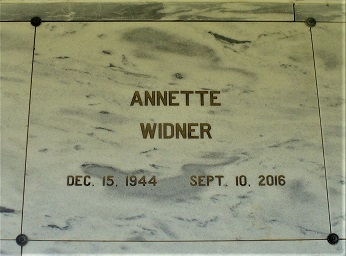 ANNETTE
WIDNER
DEC. 15, 1944 SEPT. 10, 2016